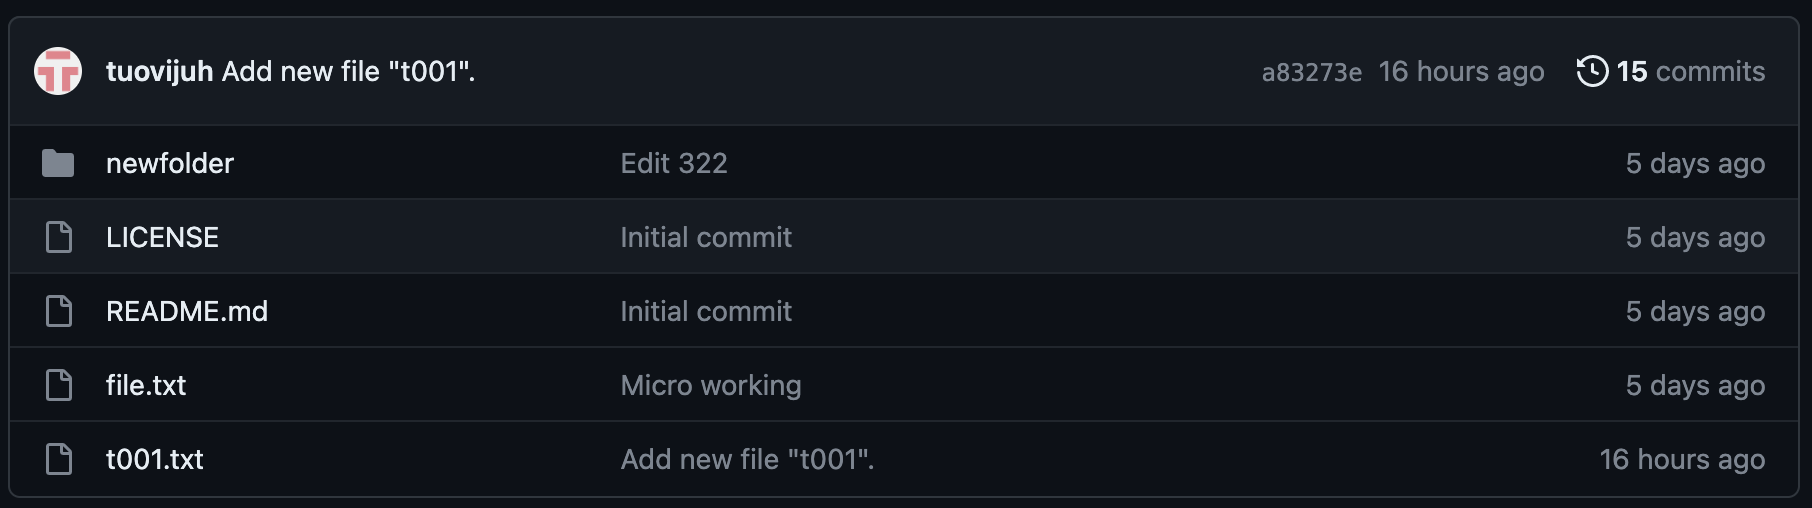 tuovijuh Add new file "t001". a83273e 16 hours ago 15 commits
newfolder Edit 322 5 days ago
LICENSE Initial commit 5 days ago
README.md Initial commit 5 days ago
file.txt Micro working 5 days ago
t001.txt Add new file "t001". 16 hours ago